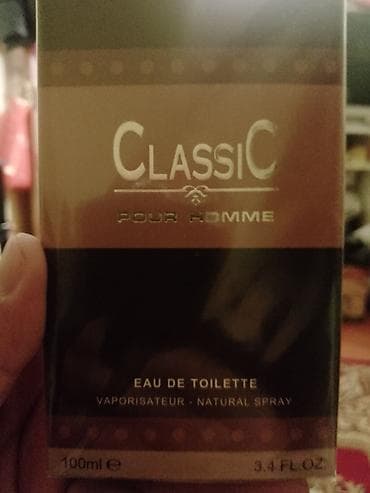 CLASSIC
POUR HOMME
EAU DE TOILETTE
VAPORISATEUR - NATURAL SPRAY
100ml ℮ 3.4 FL.OZ